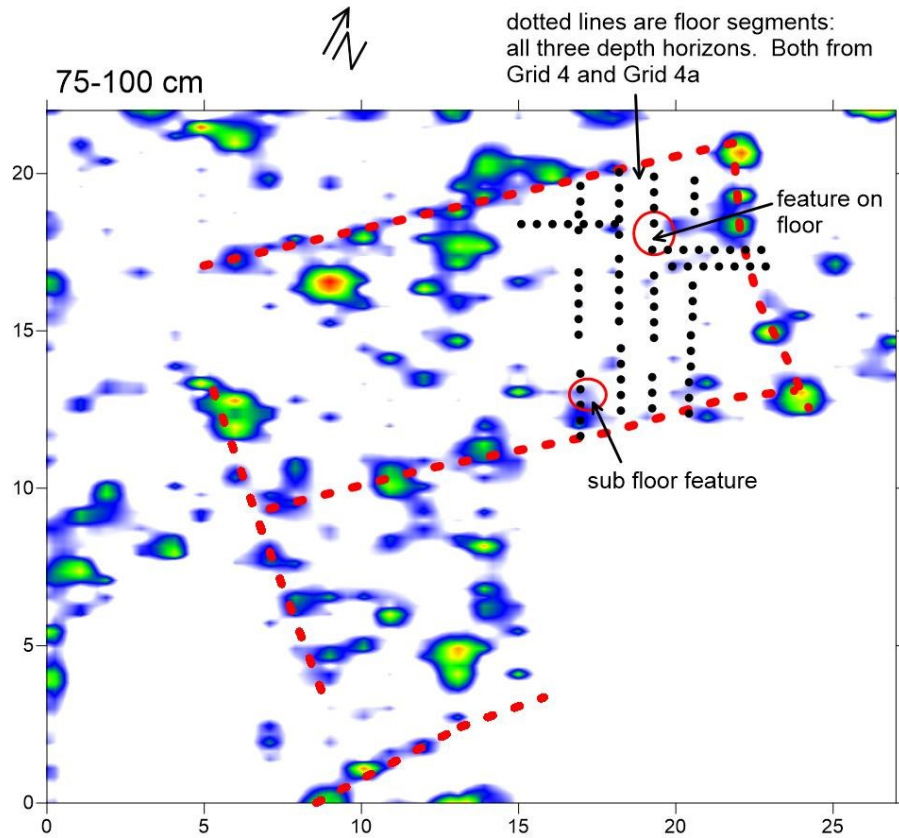 dotted lines are floor segments:
all three depth horizons.  Both from
Grid 4 and Grid 4a
N
75-100 cm
20
15
10
5
0
feature on
floor
sub floor feature
0
5
10
15
20
25